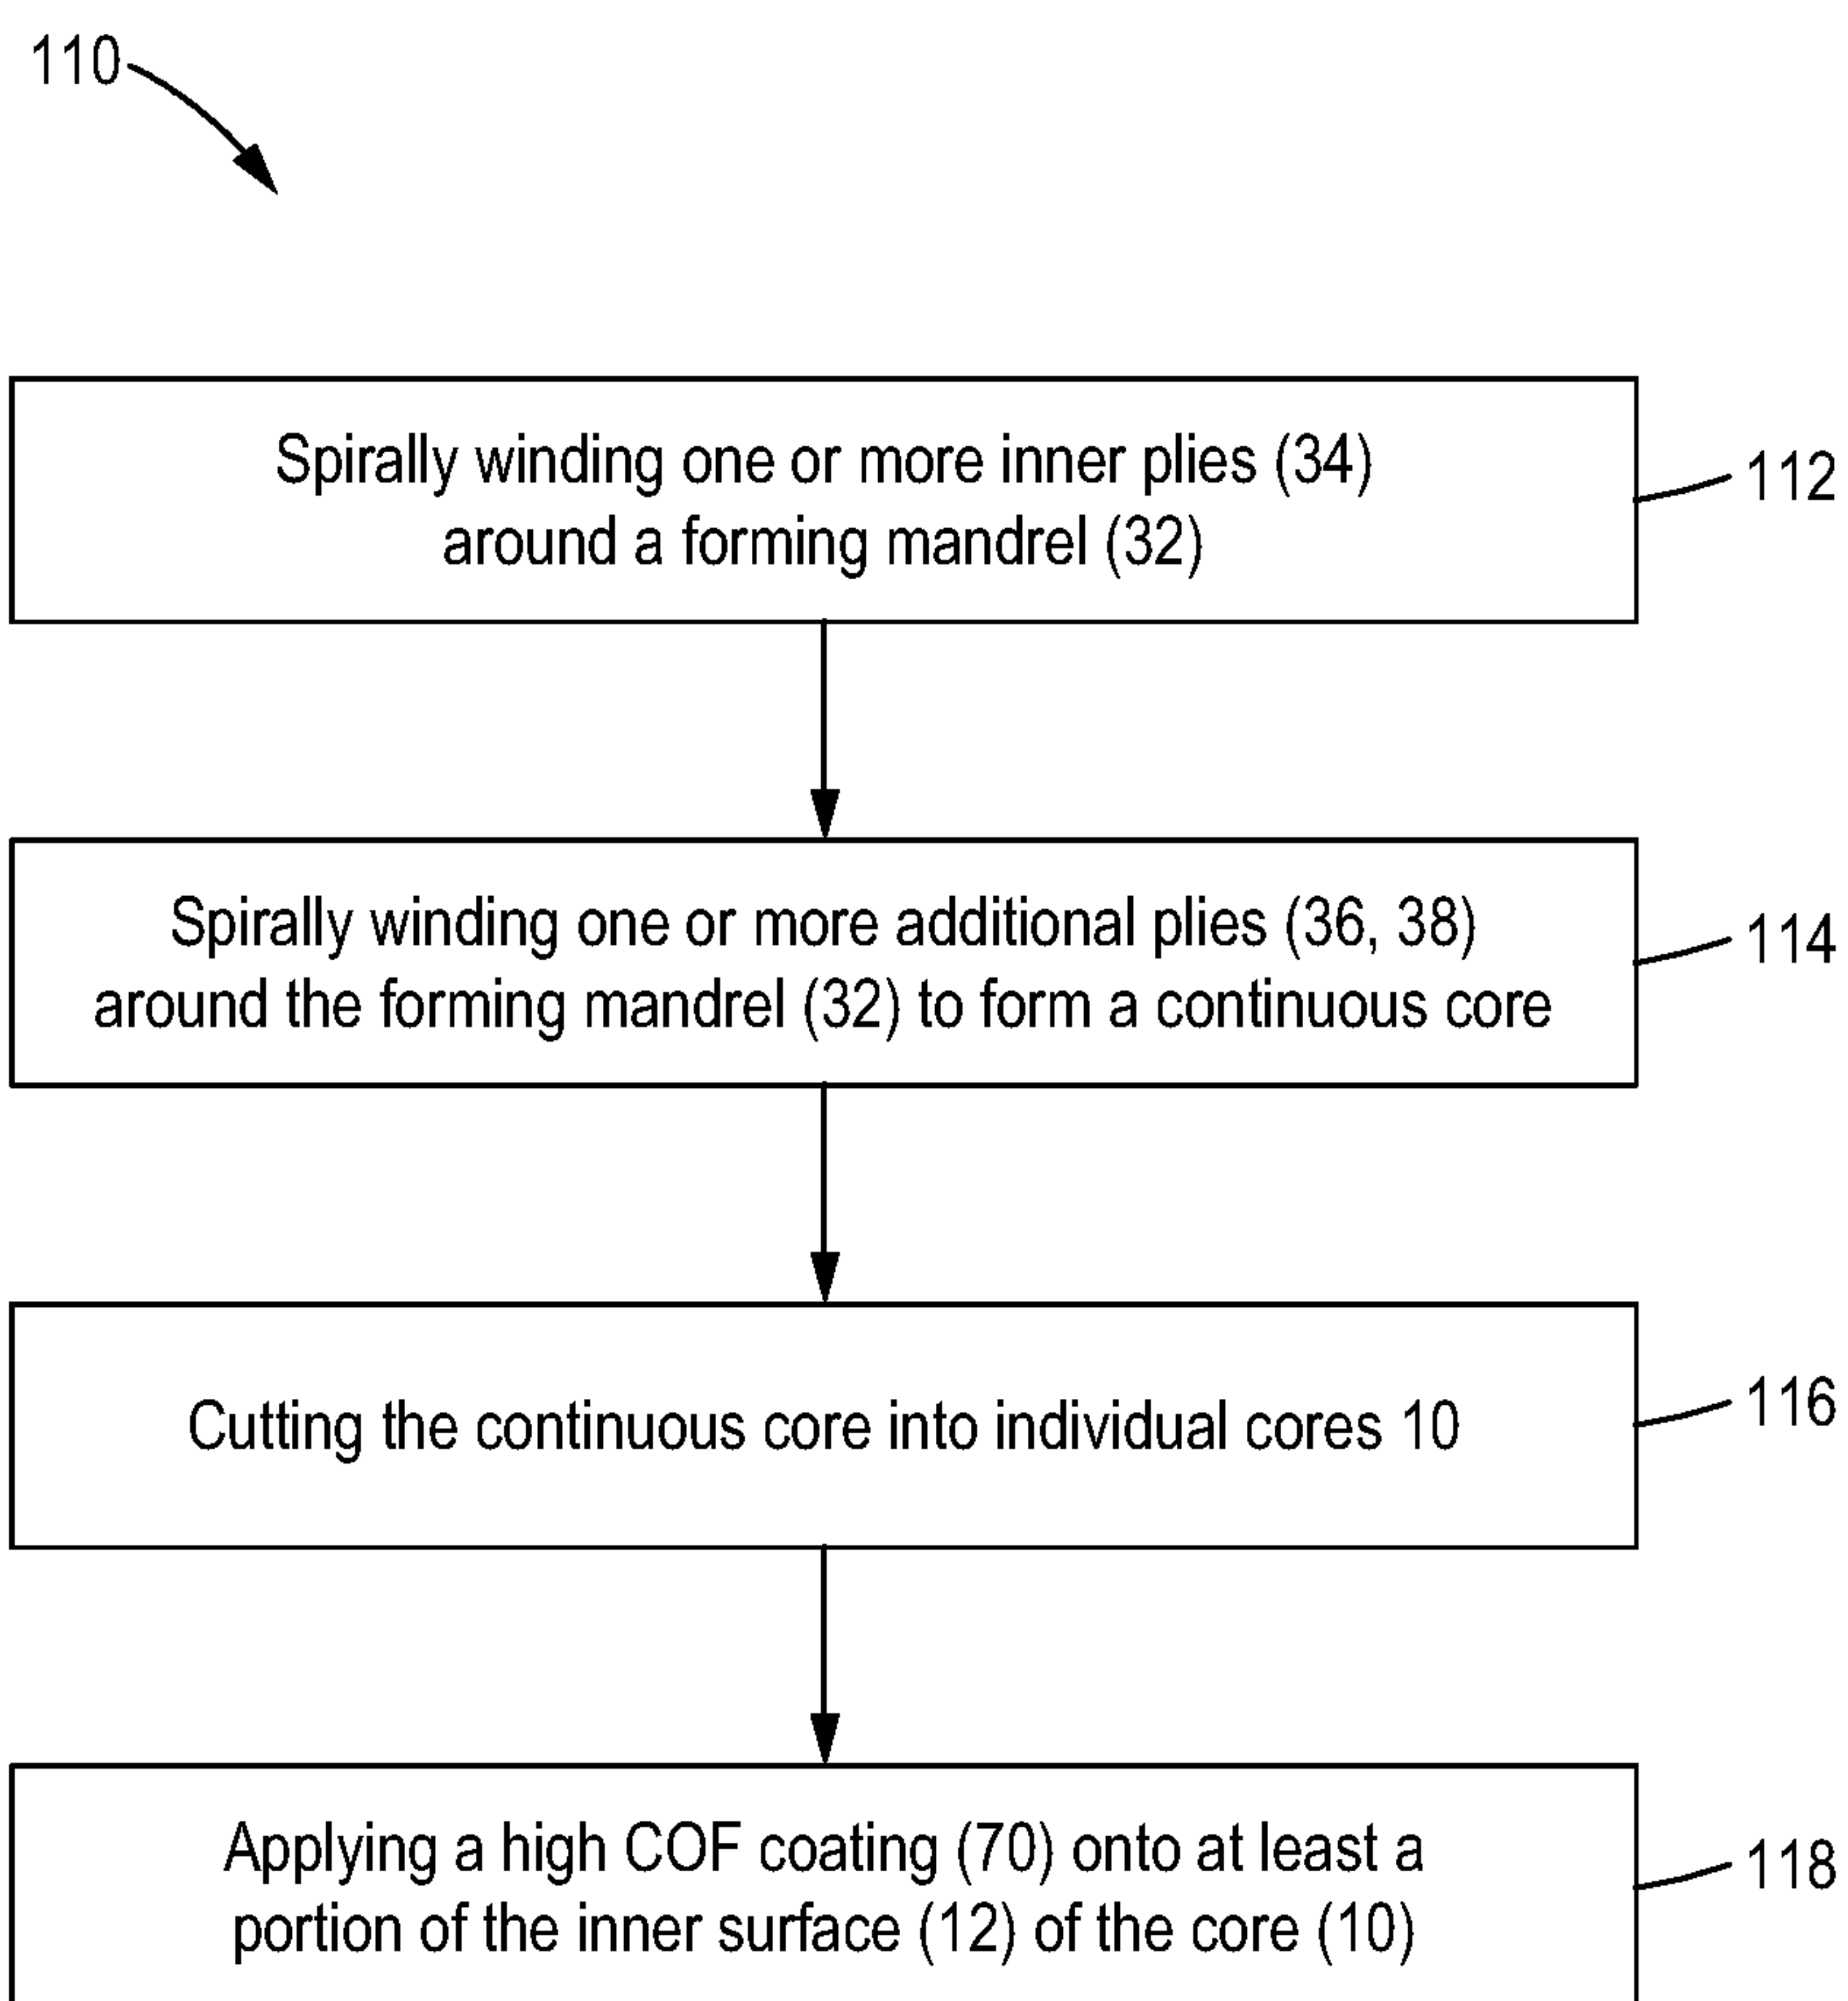 110
Spirally winding one or more inner plies (34)
around a forming mandrel (32)
112
Spirally winding one or more additional plies (36, 38)
around the forming mandrel (32) to form a continuous core
114
Cutting the continuous core into individual cores 10
116
Applying a high COF coating (70) onto at least a
portion of the inner surface (12) of the core (10)
118